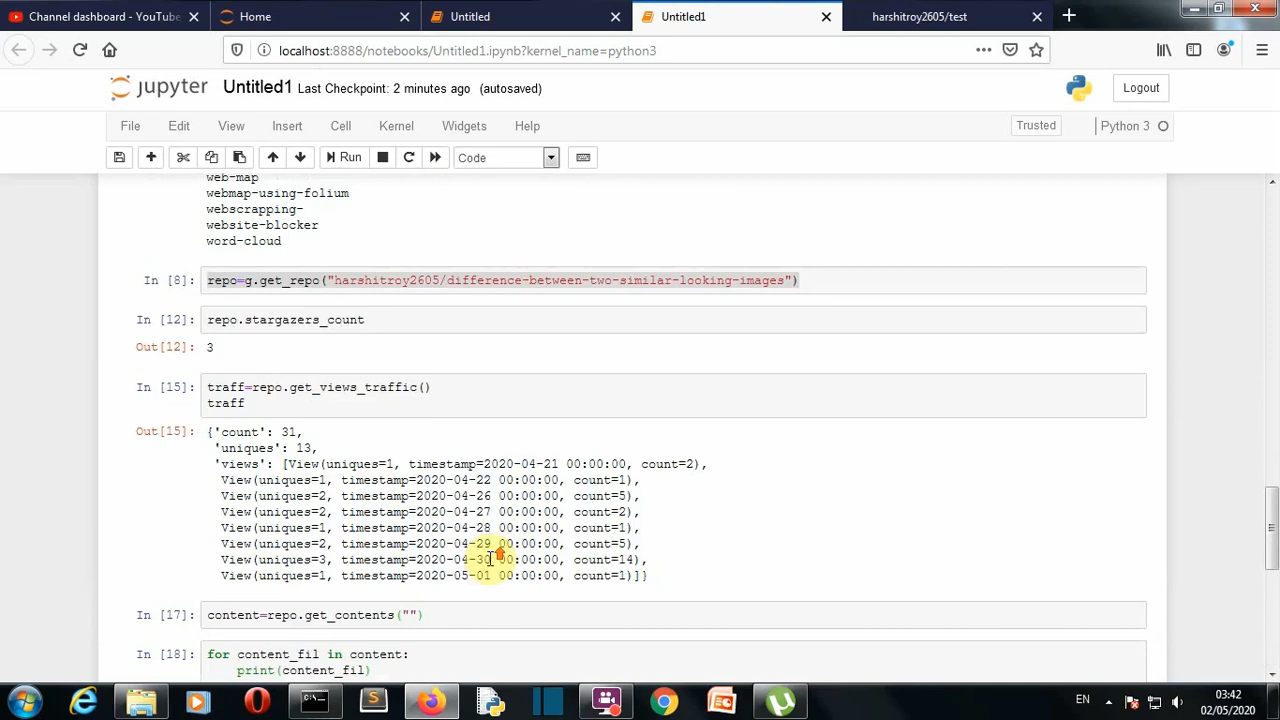 Channel dashboard - YouTube
Home
Untitled
Untitled1
harshitroy2605/test
localhost:8888/notebooks/Untitled1.ipynb?kernel_name=python3
jupyter
Untitled1 Last Checkpoint: 2 minutes ago (autosaved)
Logout
File Edit View Insert Cell Kernel Widgets Help
Trusted
Python 3
Run
Code
web-map
webmap-using-folium
webscrapping-
website-blocker
word-cloud
In [8]: repo=g.get_repo("harshitroy2605/difference-between-two-similar-looking-images")
In [12]: repo.stargazers_count
Out[12]: 3
In [15]: traff=repo.get_views_traffic()
traff
Out[15]: {'count': 31,
'uniques': 13,
'views': [View(uniques=1, timestamp=2020-04-21 00:00:00, count=2),
View(uniques=1, timestamp=2020-04-22 00:00:00, count=1),
View(uniques=2, timestamp=2020-04-26 00:00:00, count=5),
View(uniques=2, timestamp=2020-04-27 00:00:00, count=2),
View(uniques=1, timestamp=2020-04-28 00:00:00, count=1),
View(uniques=2, timestamp=2020-04-29 00:00:00, count=5),
View(uniques=3, timestamp=2020-04-30 00:00:00, count=14),
View(uniques=1, timestamp=2020-05-01 00:00:00, count=1)]}
In [17]: content=repo.get_contents("")
In [18]: for content_fil in content:
print(content_fil)
EN
03:42
02/05/2020